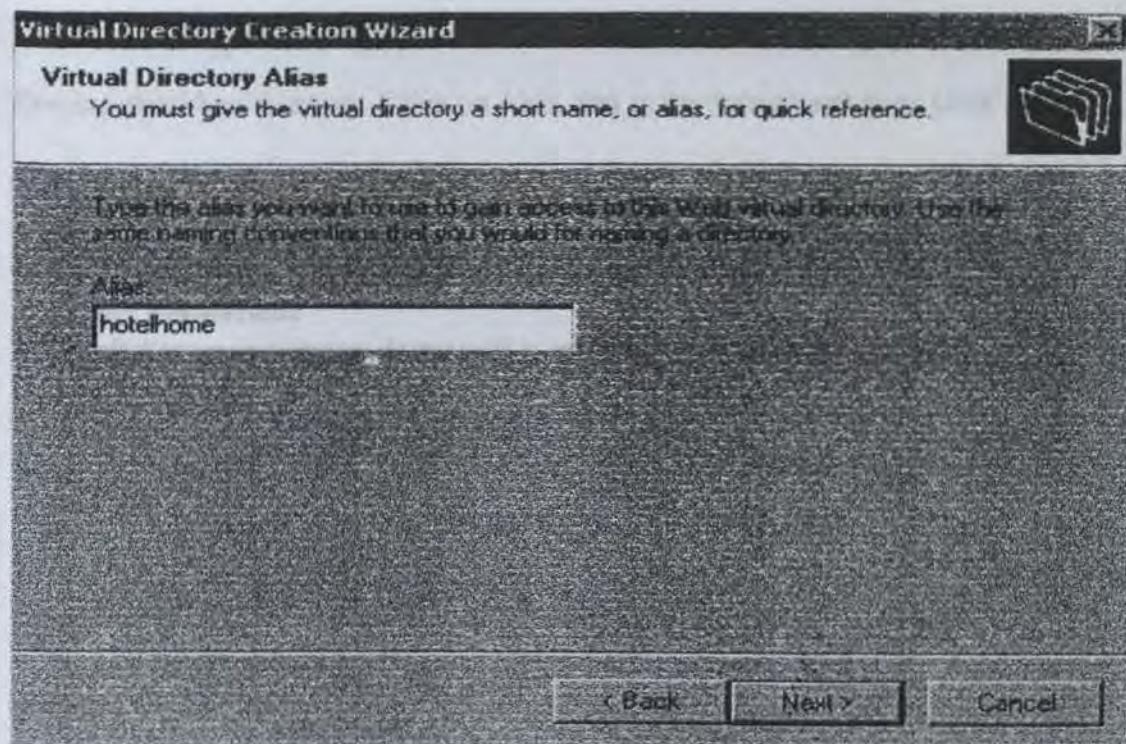 Virtual Directory Creation Wizard
Virtual Directory Alias
You must give the virtual directory a short name, or alias, for quick reference.
Type the alias you want to use to gain access to this Web virtual directory. Use the
same naming conventions that you would for naming a directory.
Alias:
hotelhome
< Back
Next >
Cancel